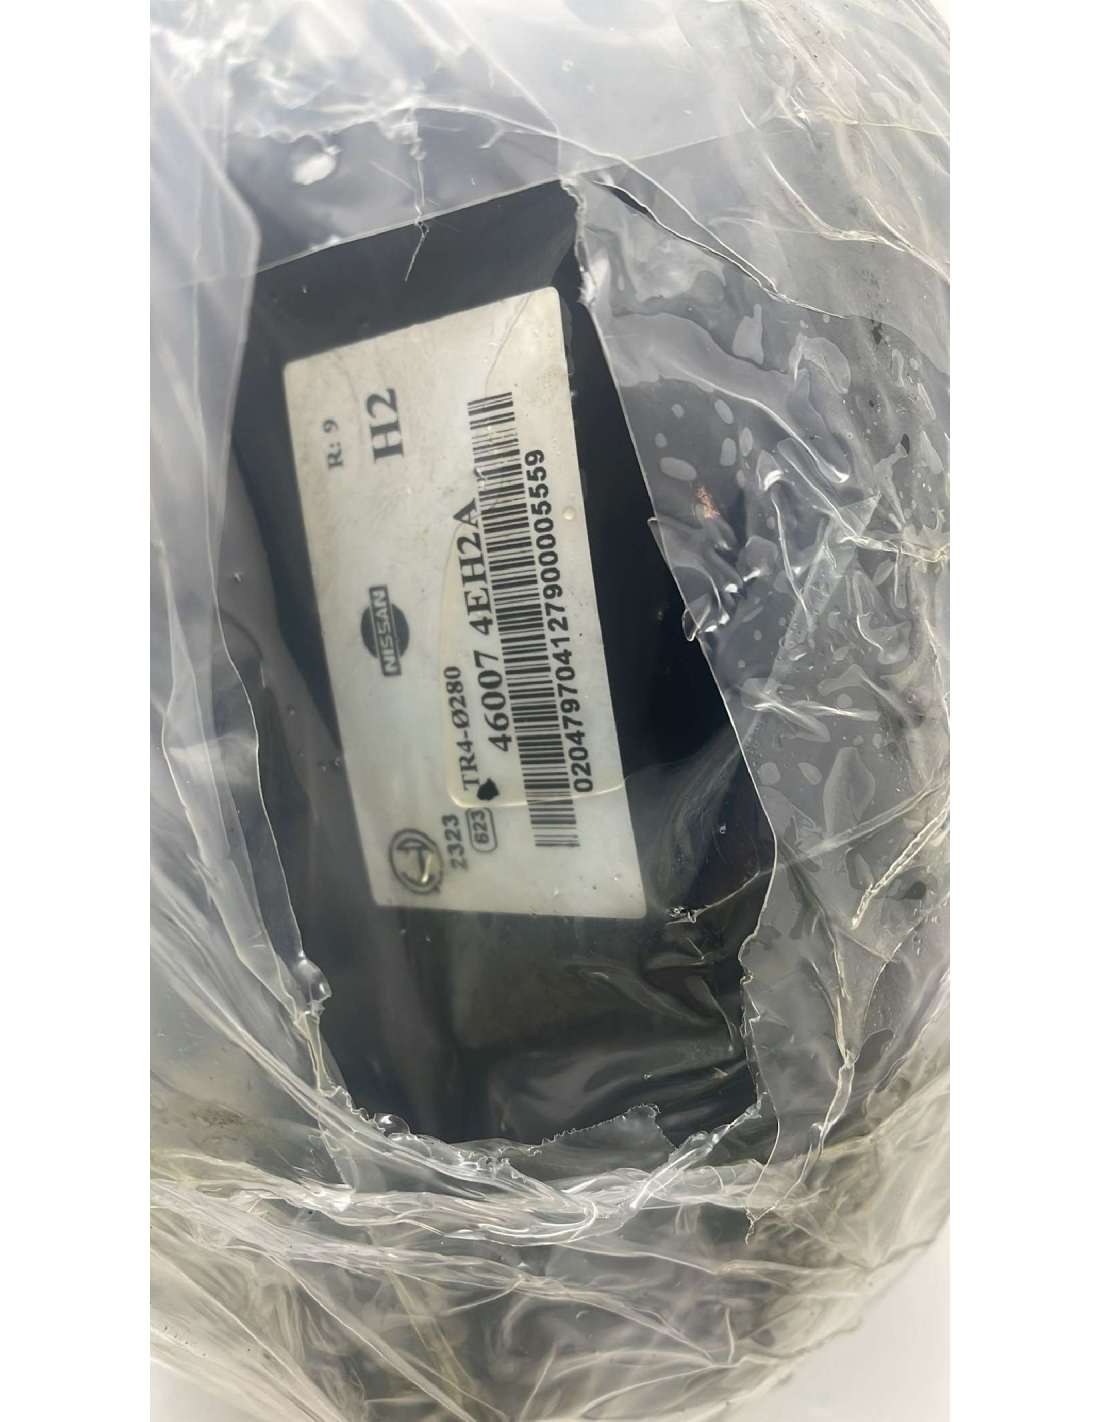 R: 9
H2
NISSAN
TR4-Ø280
46007 4EH2A
2323
623
0204797041279000005559